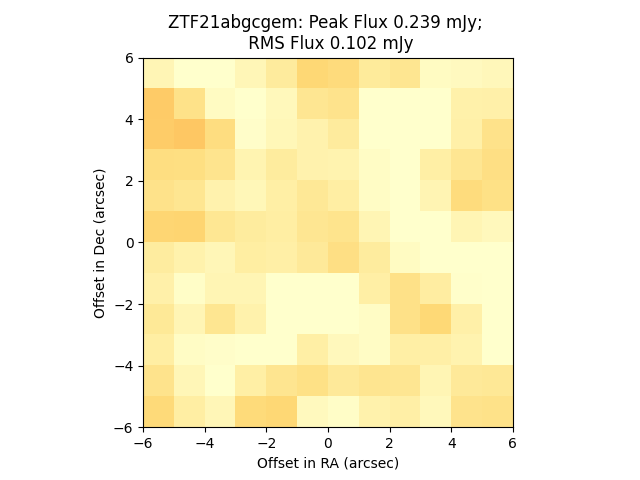 ZTF21abgcgem: Peak Flux 0.239 mJy;
RMS Flux 0.102 mJy
6
4
2
0
−2
−4
−6
Offset in Dec (arcsec)
−6 −4 −2 0 2 4 6
Offset in RA (arcsec)